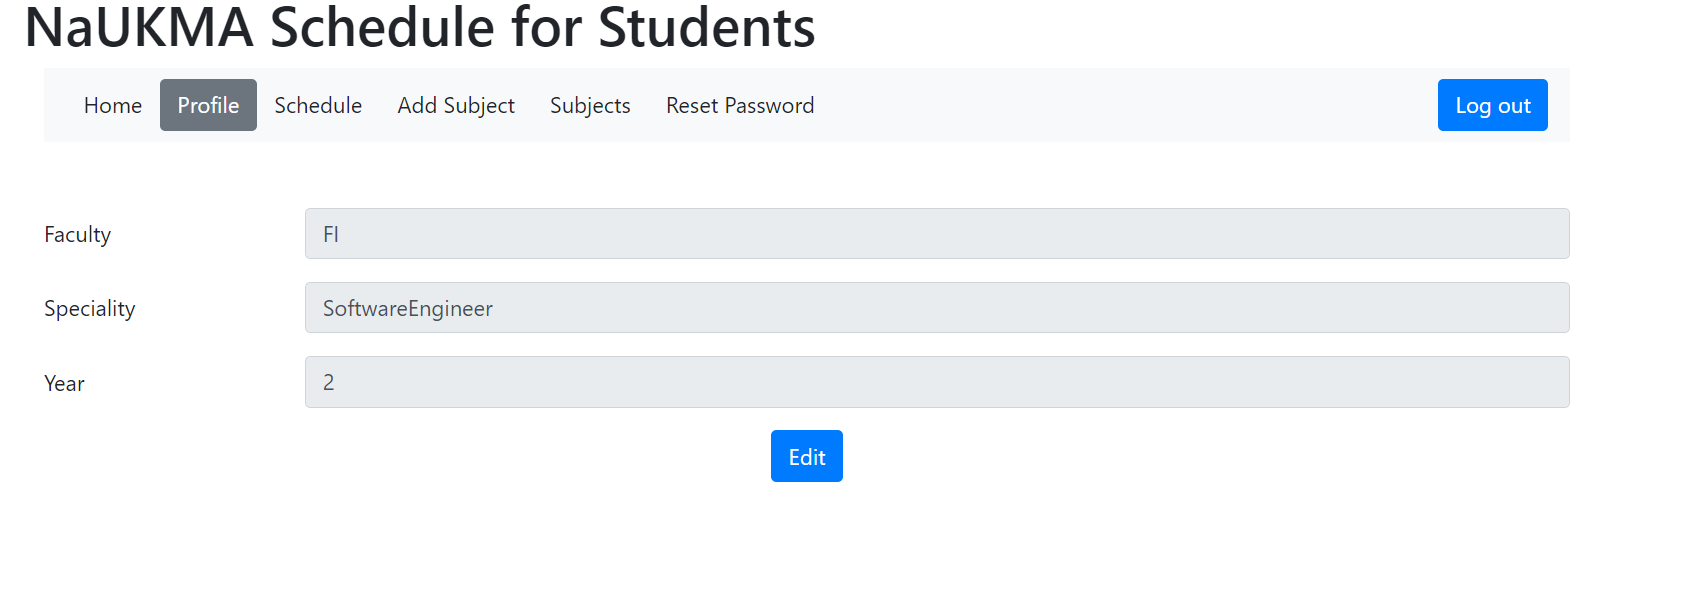 NaUKMA Schedule for Students
Home Profile Schedule Add Subject Subjects Reset Password Log out
Faculty FI
Speciality SoftwareEngineer
Year 2
Edit